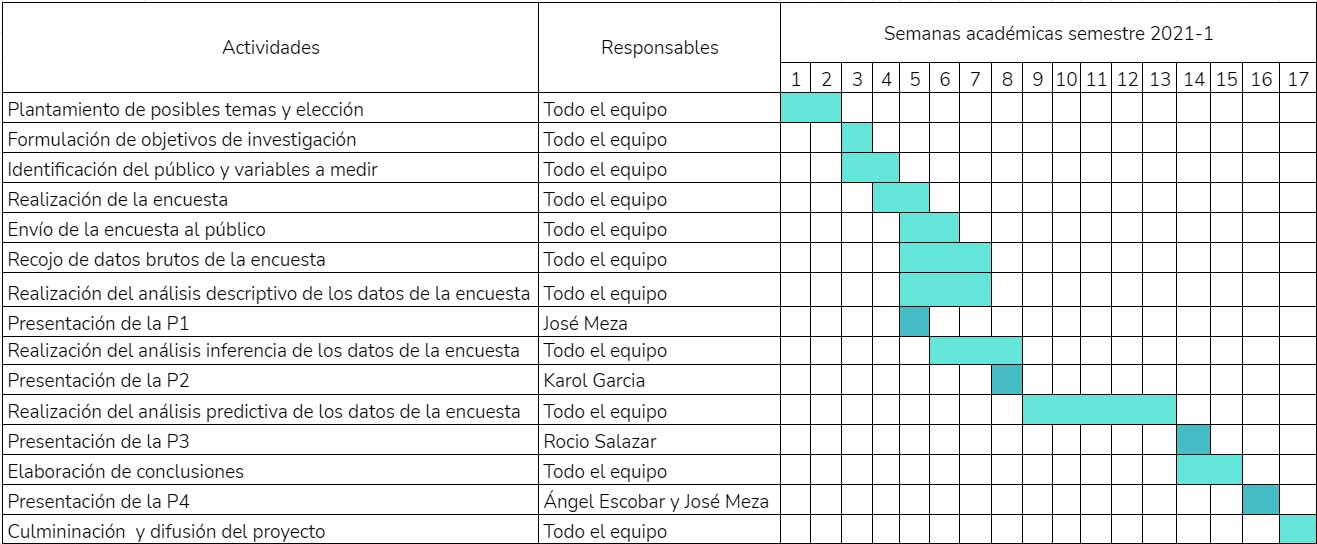 Actividades Responsables Semanas académicas semestre 2021-1
1 2 3 4 5 6 7 8 9 10 11 12 13 14 15 16 17
Plantamiento de posibles temas y elección Todo el equipo
Formulación de objetivos de investigación Todo el equipo
Identificación del público y variables a medir Todo el equipo
Realización de la encuesta Todo el equipo
Envío de la encuesta al público Todo el equipo
Recojo de datos brutos de la encuesta Todo el equipo
Realización del análisis descriptivo de los datos de la encuesta Todo el equipo
Presentación de la P1 José Meza
Realización del análisis inferencia de los datos de la encuesta Todo el equipo
Presentación de la P2 Karol Garcia
Realización del análisis predictiva de los datos de la encuesta Todo el equipo
Presentación de la P3 Rocio Salazar
Elaboración de conclusiones Todo el equipo
Presentación de la P4 Ángel Escobar y José Meza
Culmininación y difusión del proyecto Todo el equipo